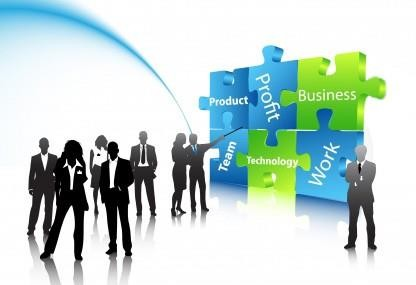 Product
Profit
Business
Team
Technology
Work